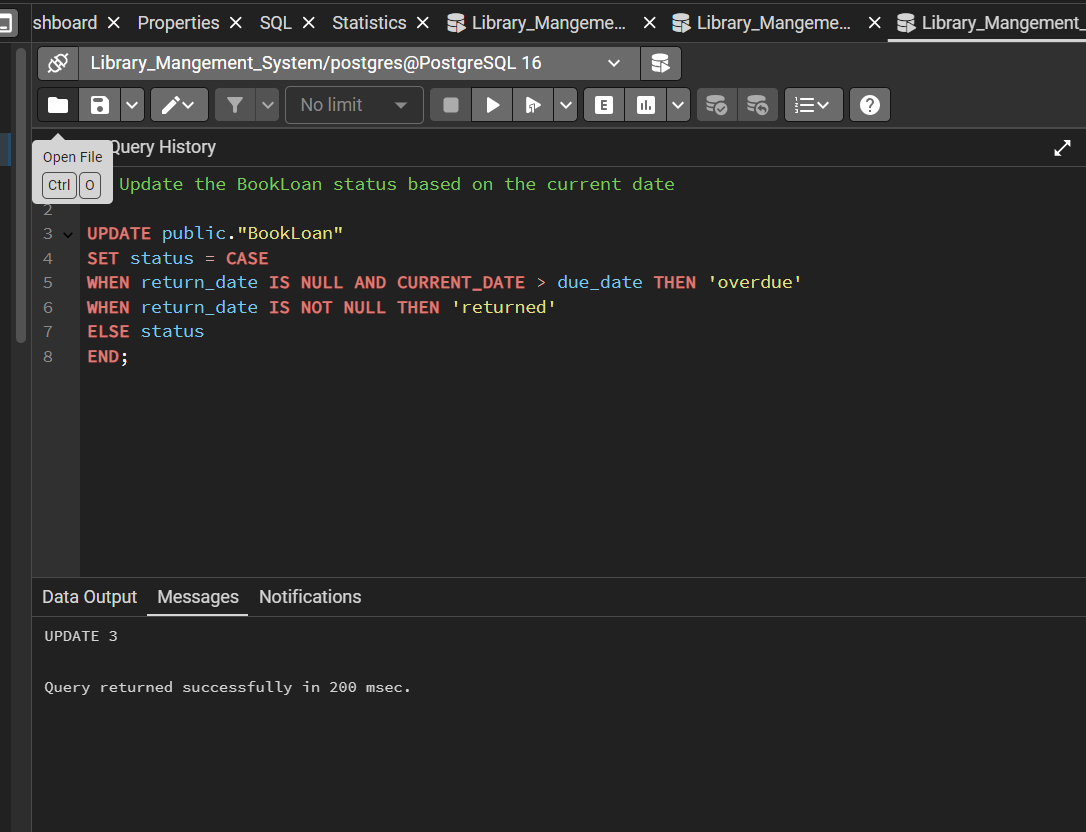 shboard Properties SQL Statistics Library_Mangeme... Library_Mangeme... Library_Mangement_
Library_Mangement_System/postgres@PostgreSQL 16
No limit E
Open File
Ctrl O
Query History
Update the BookLoan status based on the current date
2
3 UPDATE public."BookLoan"
4 SET status = CASE
5 WHEN return_date IS NULL AND CURRENT_DATE > due_date THEN 'overdue'
6 WHEN return_date IS NOT NULL THEN 'returned'
7 ELSE status
8 END;
Data Output Messages Notifications
UPDATE 3
Query returned successfully in 200 msec.